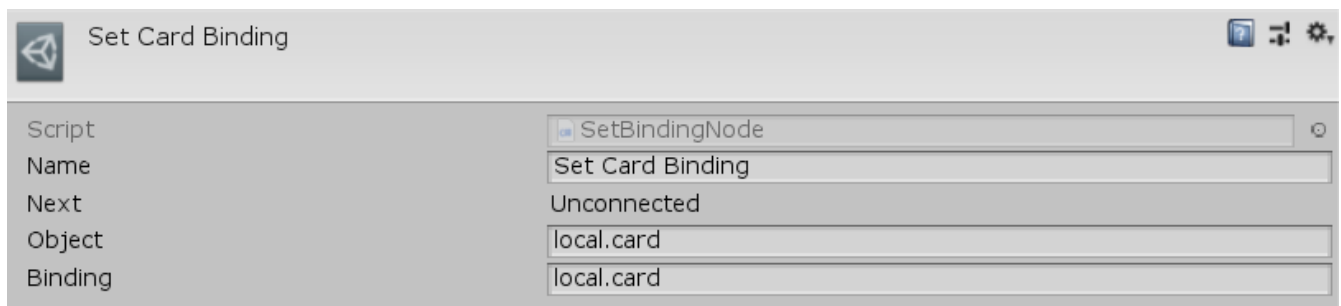 Set Card Binding
Script SetBindingNode
Name Set Card Binding
Next Unconnected
Object local.card
Binding local.card